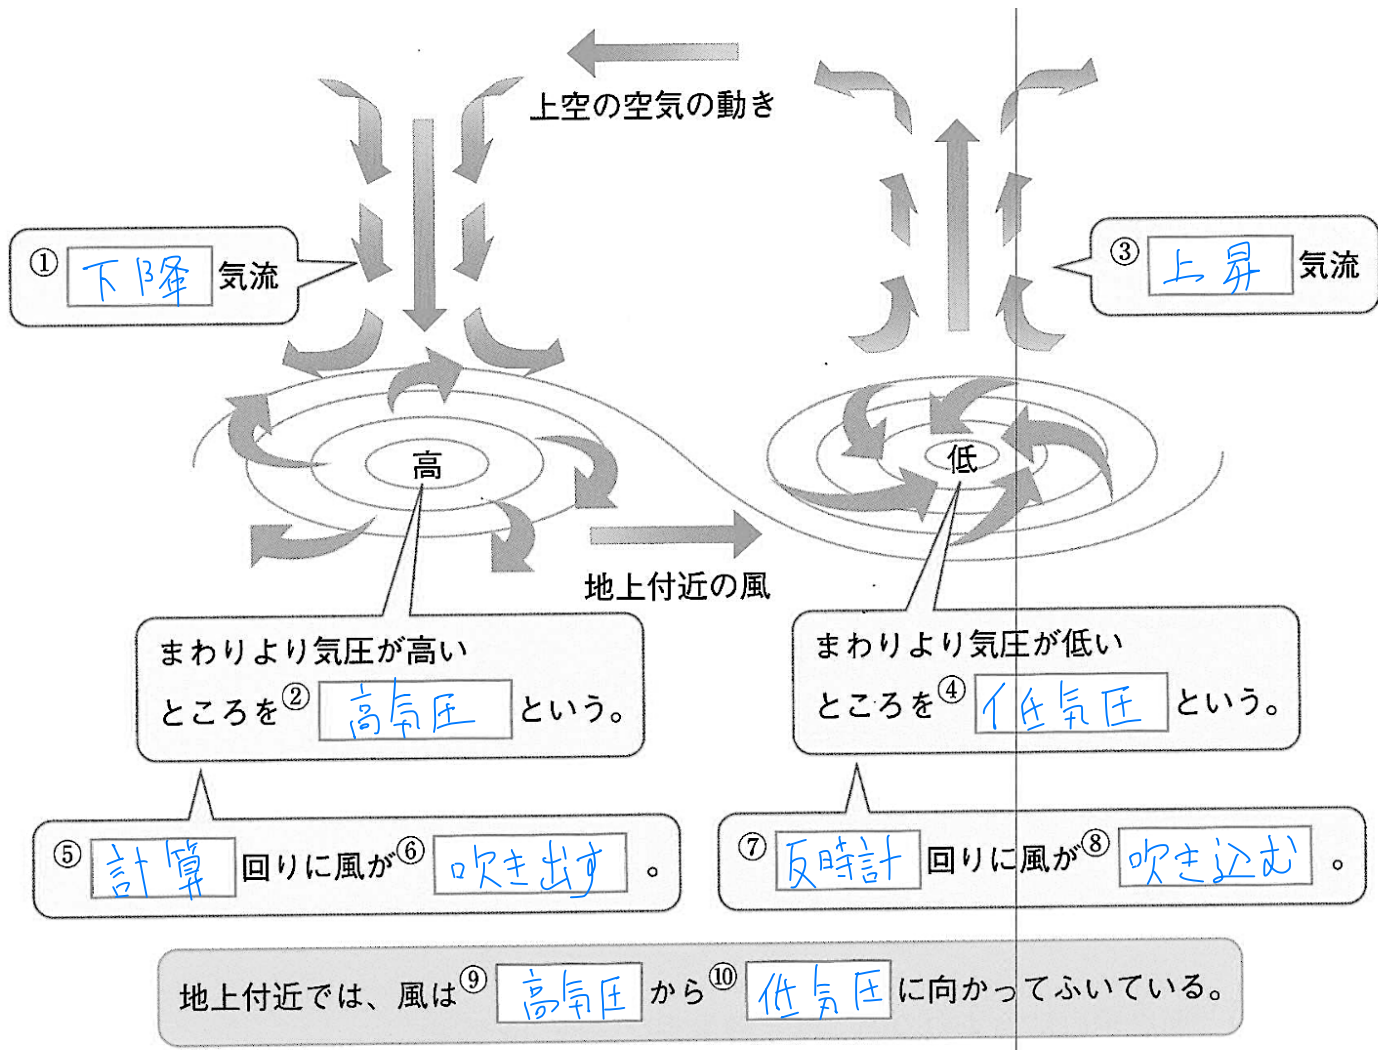 上空の空気の動き
① 下降 気流
③ 上昇 気流
高
低
地上付近の風
まわりより気圧が高い
ところを② 高気圧 という。
まわりより気圧が低い
ところを④ 低気圧 という。
⑤ 計算 回りに風が⑥ 吹き出す 。
⑦ 反時計 回りに風が⑧ 吹き込む 。
地上付近では、風は⑨ 高気圧 から⑩ 低気圧 に向かってふいている。